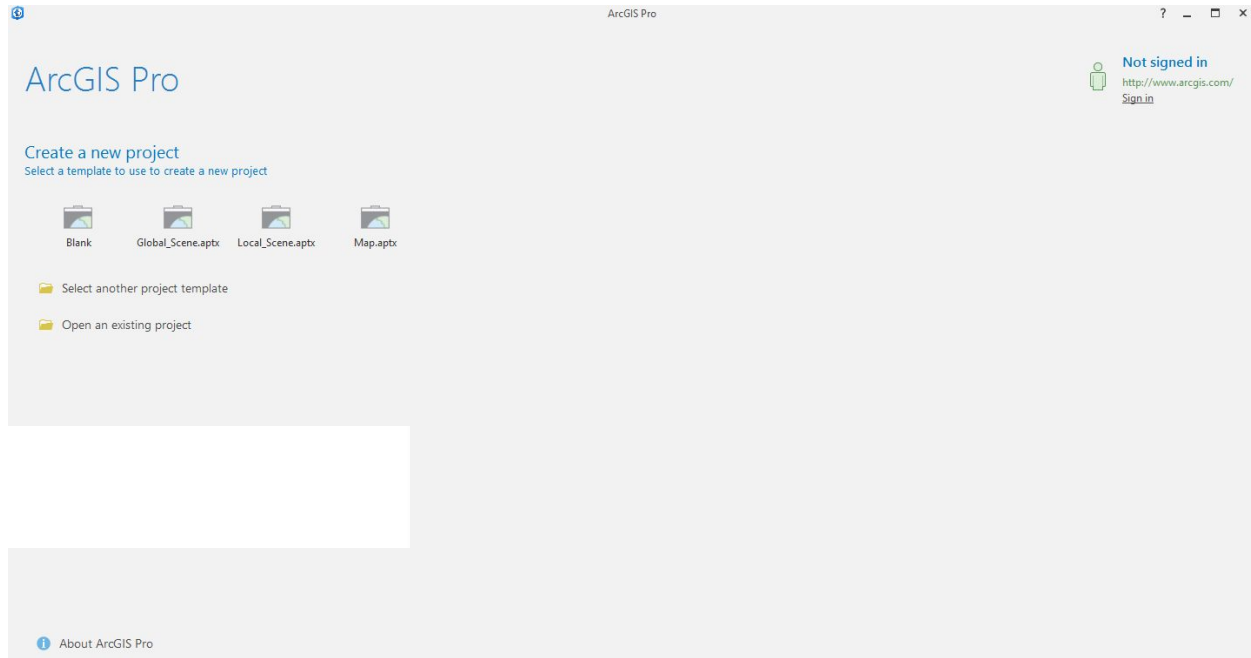 ArcGIS Pro
?
ArcGIS Pro
Not signed in
http://www.arcgis.com/
Sign in
Create a new project
Select a template to use to create a new project
Blank Global_Scene.aptx Local_Scene.aptx Map.aptx
Select another project template
Open an existing project
About ArcGIS Pro